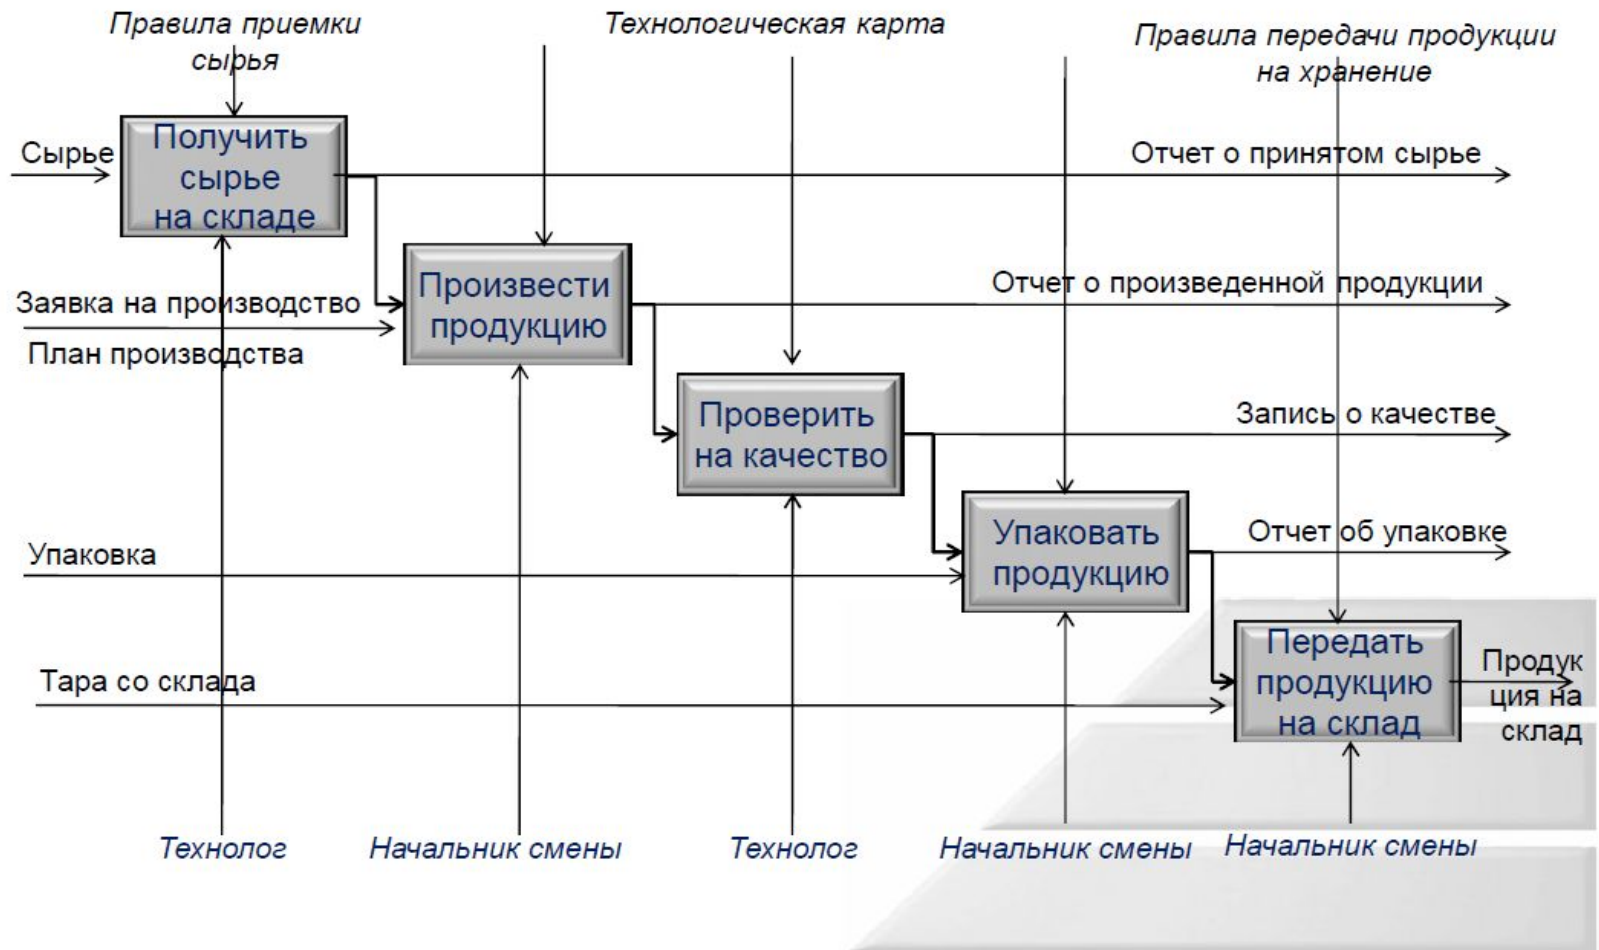 Правила приемки
сырья
Технологическая карта
Правила передачи продукции
на хранение
Сырье
Получить
сырье
на складе
Отчет о принятом сырье
Заявка на производство
План производства
Произвести
продукцию
Отчет о произведенной продукции
Проверить
на качество
Запись о качестве
Упаковка
Упаковать
продукцию
Отчет об упаковке
Тара со склада
Передать
продукцию
на склад
Продук
ция на
склад
Технолог
Начальник смены
Технолог
Начальник смены
Начальник смены